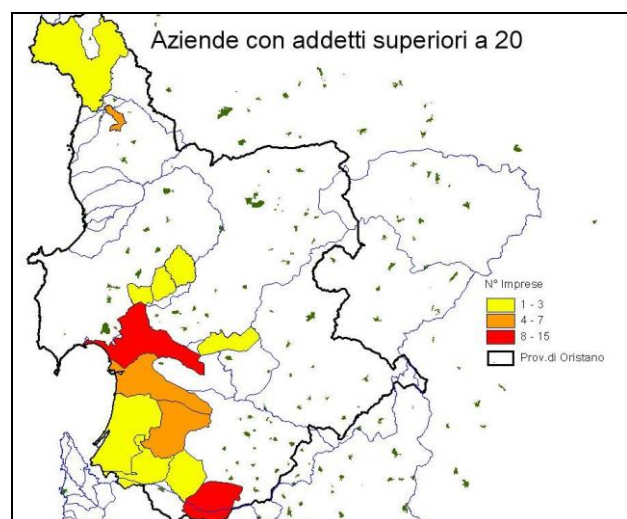 Aziende con addetti superiori a 20
N° Imprese
1 - 3
4 - 7
8 - 15
Prov.di Oristano